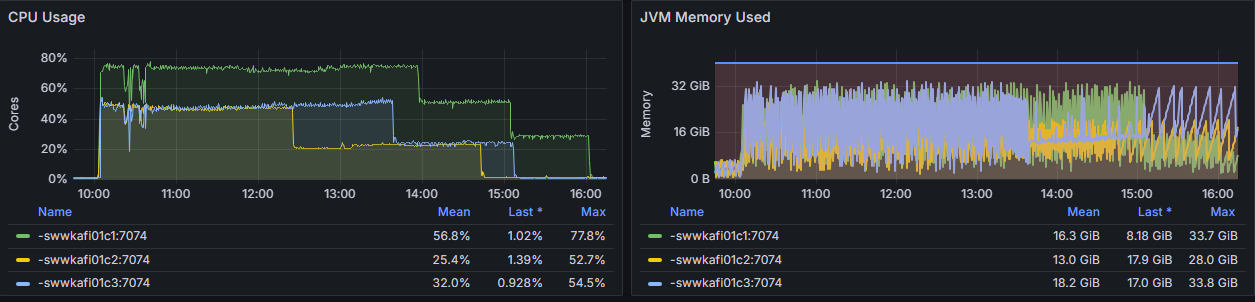 CPU Usage
80%
60%
40%
20%
0%
Cores
10:00 11:00 12:00 13:00 14:00 15:00 16:00
Name Mean Last * Max
-swwkafi01c1:7074 56.8% 1.02% 77.8%
-swwkafi01c2:7074 25.4% 1.39% 52.7%
-swwkafi01c3:7074 32.0% 0.928% 54.5%
JVM Memory Used
32 GiB
16 GiB
0 B
Memory
10:00 11:00 12:00 13:00 14:00 15:00 16:00
Name Mean Last * Max
-swwkafi01c1:7074 16.3 GiB 8.18 GiB 33.7 GiB
-swwkafi01c2:7074 13.0 GiB 17.9 GiB 28.0 GiB
-swwkafi01c3:7074 18.2 GiB 17.0 GiB 33.8 GiB